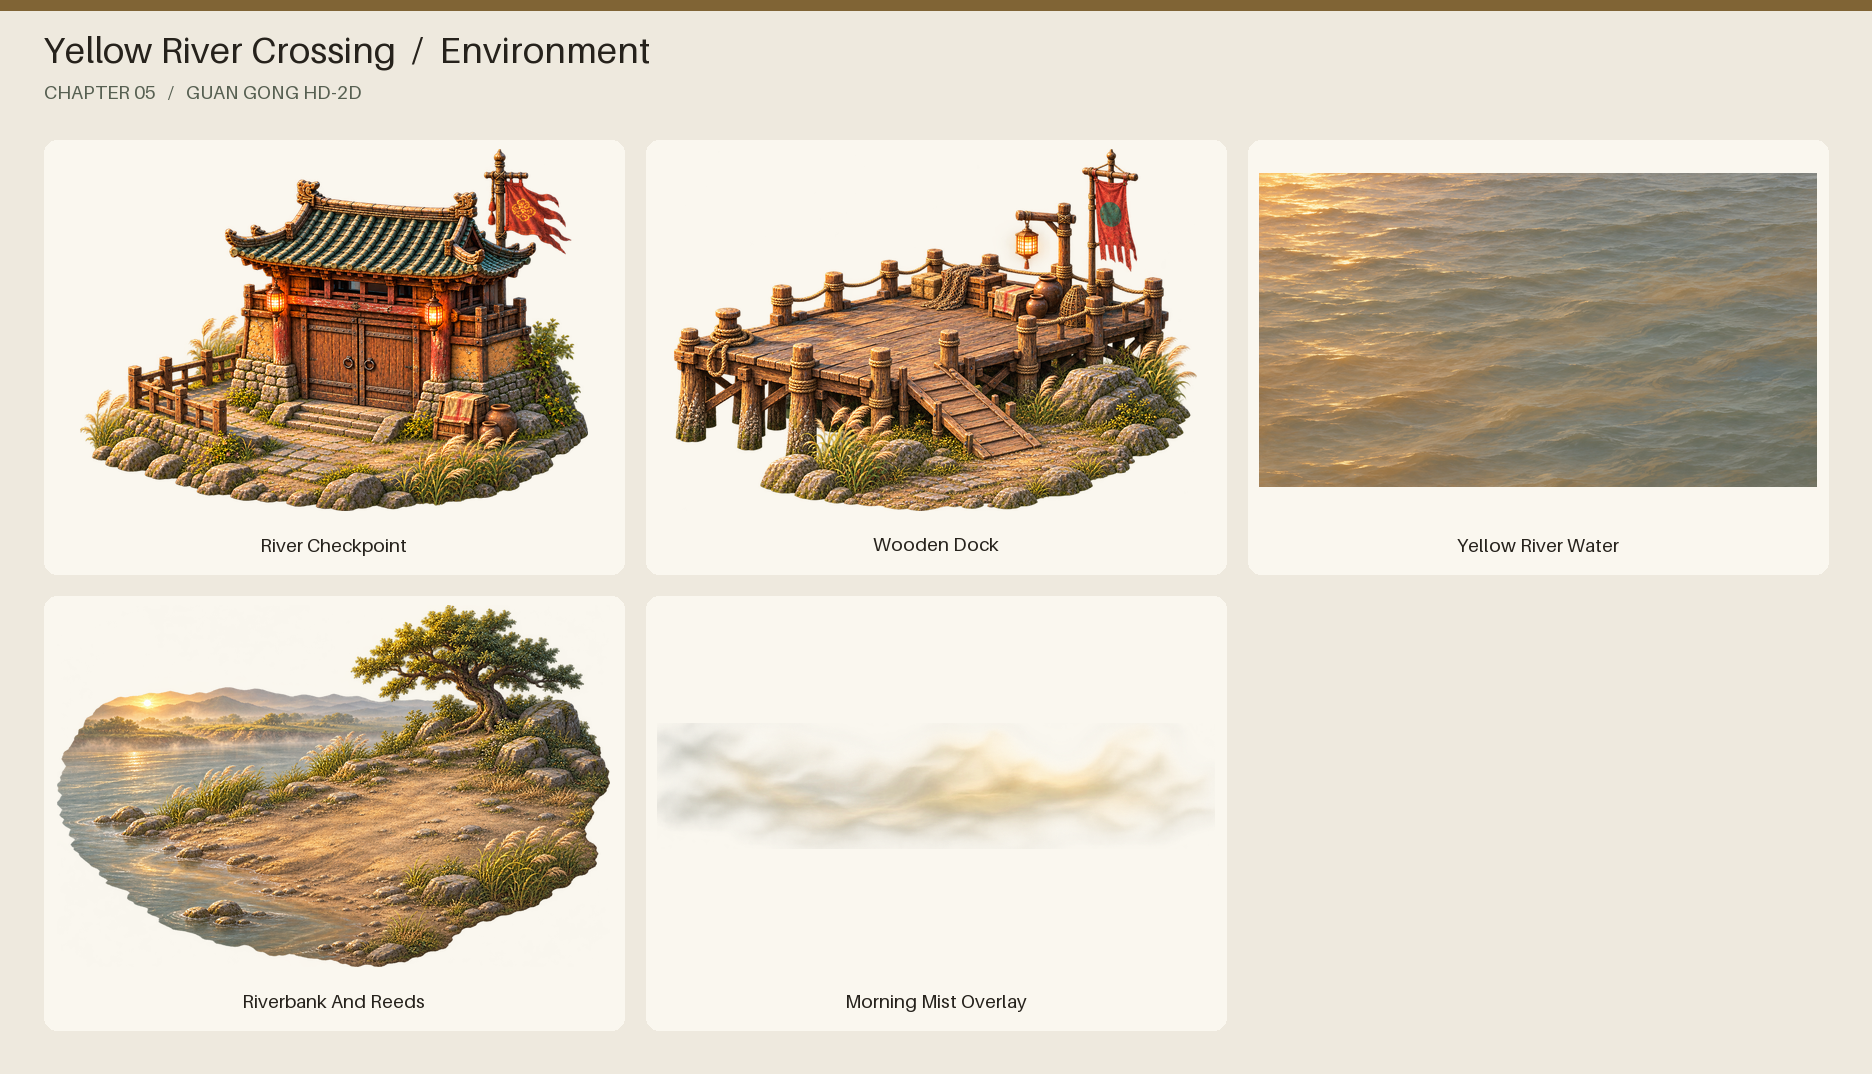 Yellow River Crossing / Environment
CHAPTER 05 / GUAN GONG HD-2D
River Checkpoint
Wooden Dock
Yellow River Water
Riverbank And Reeds
Morning Mist Overlay